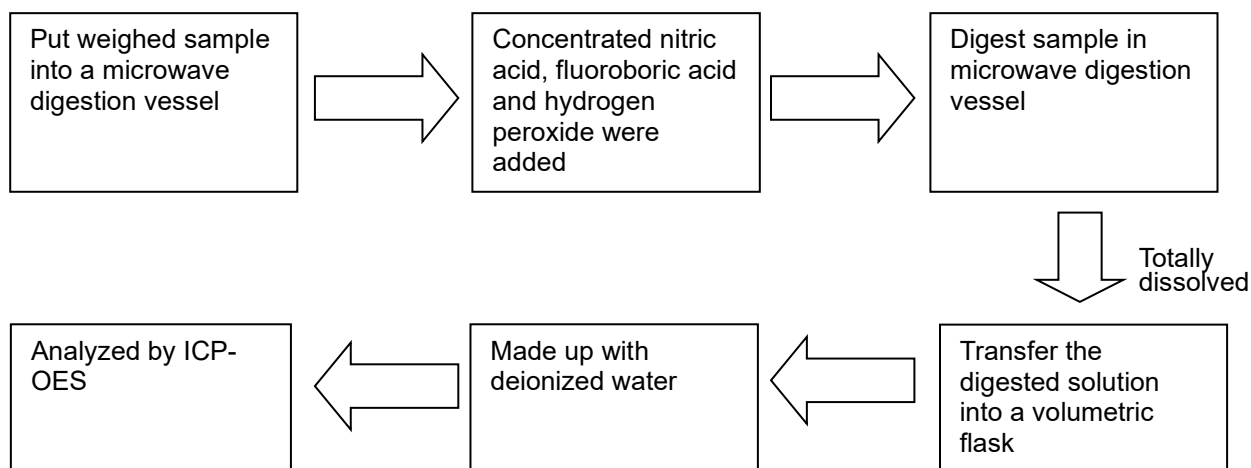 Put weighed sample
into a microwave
digestion vessel
Concentrated nitric
acid, fluoroboric acid
and hydrogen
peroxide were
added
Digest sample in
microwave digestion
vessel
Totally
dissolved
Transfer the
digested solution
into a volumetric
flask
Made up with
deionized water
Analyzed by ICP-
OES